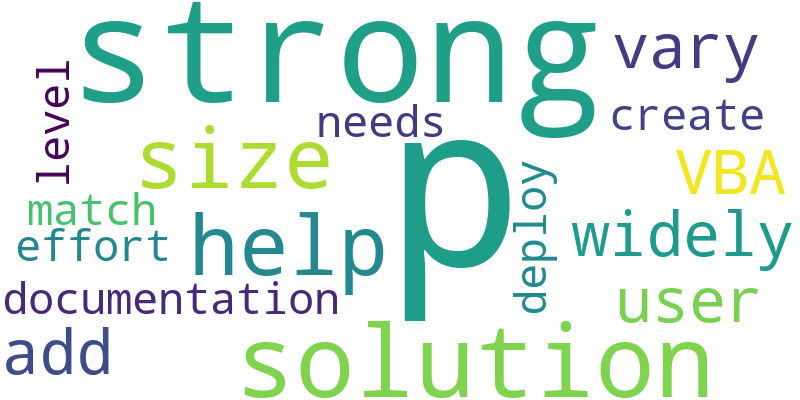 strong
vary
level
needs
create
size
p
VBA
match
deploy
help
widely
effort
documentation
user
add
solution